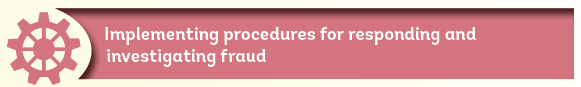 Implementing procedures for responding and
investigating fraud